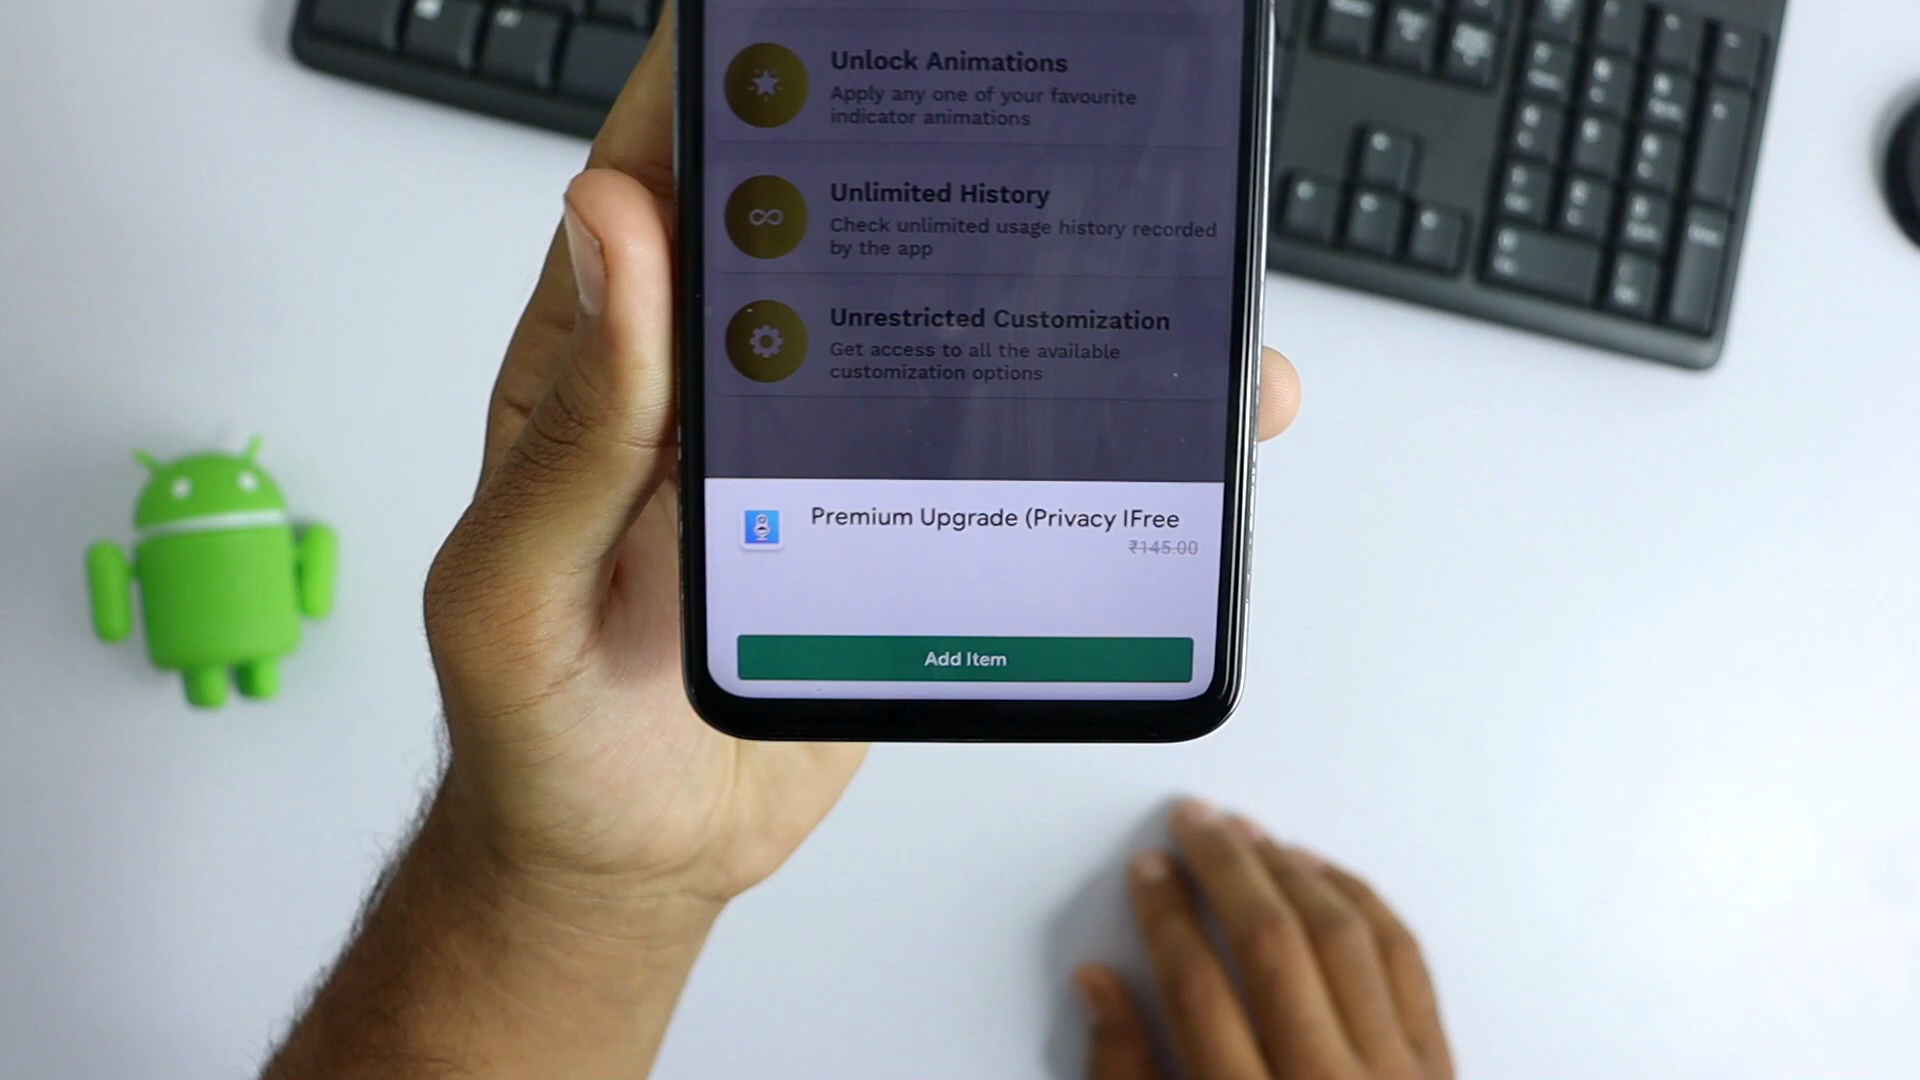 Unlock Animations
Apply any one of your favourite
indicator animations
Unlimited History
Check unlimited usage history recorded
by the app
Unrestricted Customization
Get access to all the available
customization options
Premium Upgrade (Privacy I
Free
₹145.00
Add Item